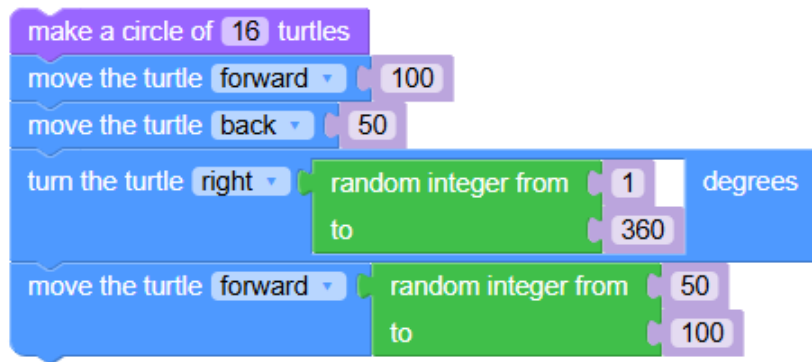 make a circle of 16 turtles
move the turtle forward 100
move the turtle back 50
turn the turtle right random integer from 1 degrees
to 360
move the turtle forward random integer from 50
to 100